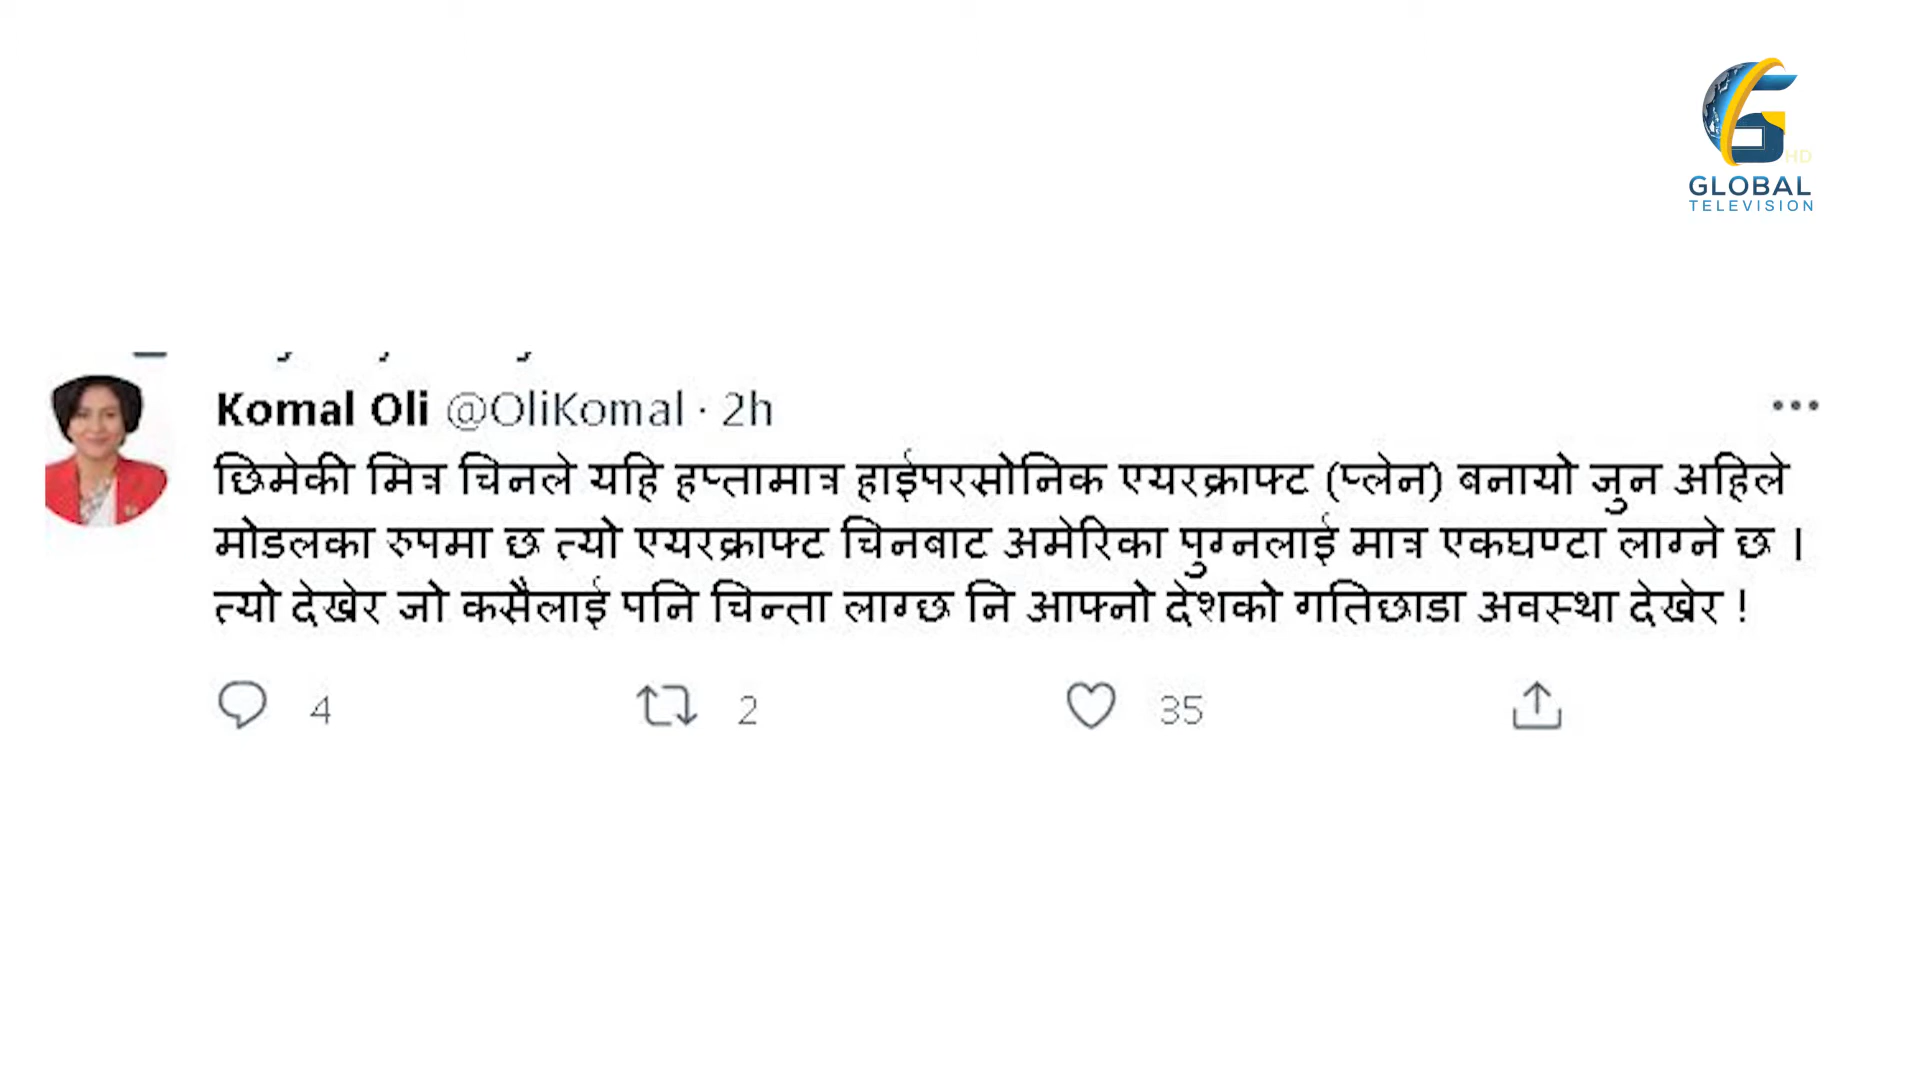 HD
GLOBAL
TELEVISION
Komal Oli @OliKomal · 2h
छिमेकी मित्र चिनले यहि हप्तामात्र हाईपरसोनिक एयरक्राफ्ट (प्लेन) बनायो जुन अहिले
मोडलका रुपमा छ त्यो एयरक्राफ्ट चिनबाट अमेरिका पुग्नलाई मात्र एकघण्टा लाग्ने छ ।
त्यो देखेर जो कसैलाई पनि चिन्ता लाग्छ नि आफ्नो देशको गतिछाडा अवस्था देखेर !
4 2 35